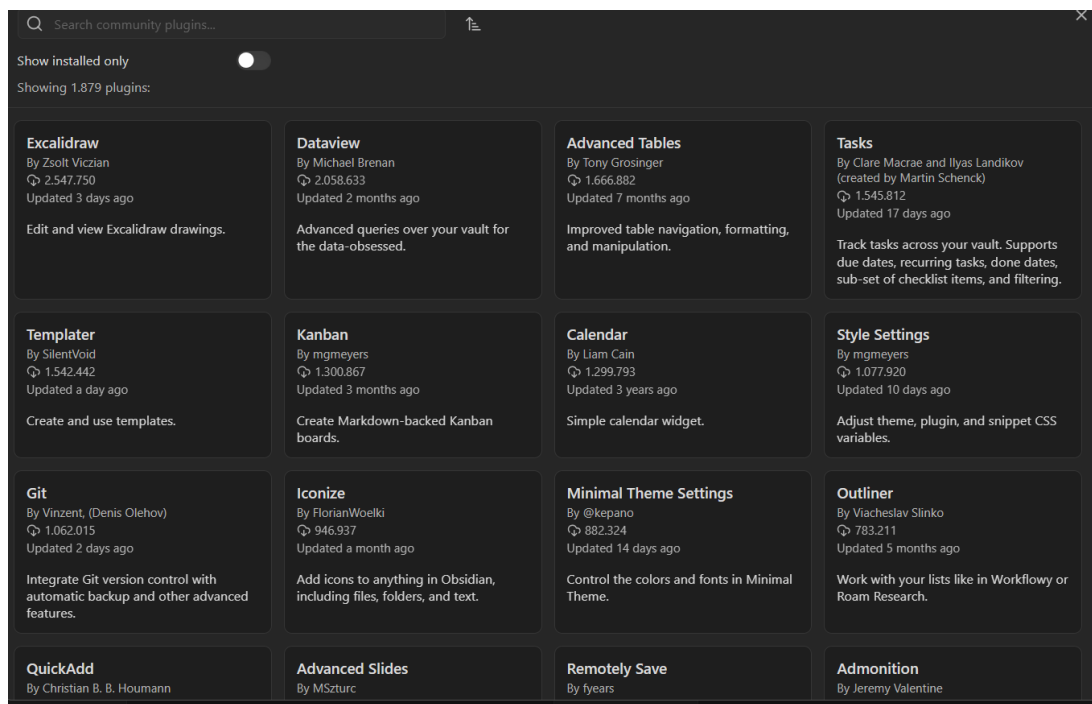 Search community plugins...
Show installed only
Showing 1.879 plugins:
Excalidraw
By Zsolt Viczian
2.547.750
Updated 3 days ago
Edit and view Excalidraw drawings.
Dataview
By Michael Brenan
2.058.633
Updated 2 months ago
Advanced queries over your vault for
the data-obsessed.
Advanced Tables
By Tony Grosinger
1.666.882
Updated 7 months ago
Improved table navigation, formatting,
and manipulation.
Tasks
By Clare Macrae and Ilyas Landikov
(created by Martin Schenck)
1.545.812
Updated 17 days ago
Track tasks across your vault. Supports
due dates, recurring tasks, done dates,
sub-set of checklist items, and filtering.
Templater
By SilentVoid
1.542.442
Updated a day ago
Create and use templates.
Kanban
By mgmeyers
1.300.867
Updated 3 months ago
Create Markdown-backed Kanban
boards.
Calendar
By Liam Cain
1.299.793
Updated 3 years ago
Simple calendar widget.
Style Settings
By mgmeyers
1.077.920
Updated 10 days ago
Adjust theme, plugin, and snippet CSS
variables.
Git
By Vinzent, (Denis Olehov)
1.062.015
Updated 2 days ago
Integrate Git version control with
automatic backup and other advanced
features.
Iconize
By FlorianWoelki
946.937
Updated a month ago
Add icons to anything in Obsidian,
including files, folders, and text.
Minimal Theme Settings
By @kepano
882.324
Updated 14 days ago
Control the colors and fonts in Minimal
Theme.
Outliner
By Viacheslav Slinko
783.211
Updated 5 months ago
Work with your lists like in Workflowy or
Roam Research.
QuickAdd
By Christian B. B. Houmann
Advanced Slides
By MSzturc
Remotely Save
By fyears
Admonition
By Jeremy Valentine